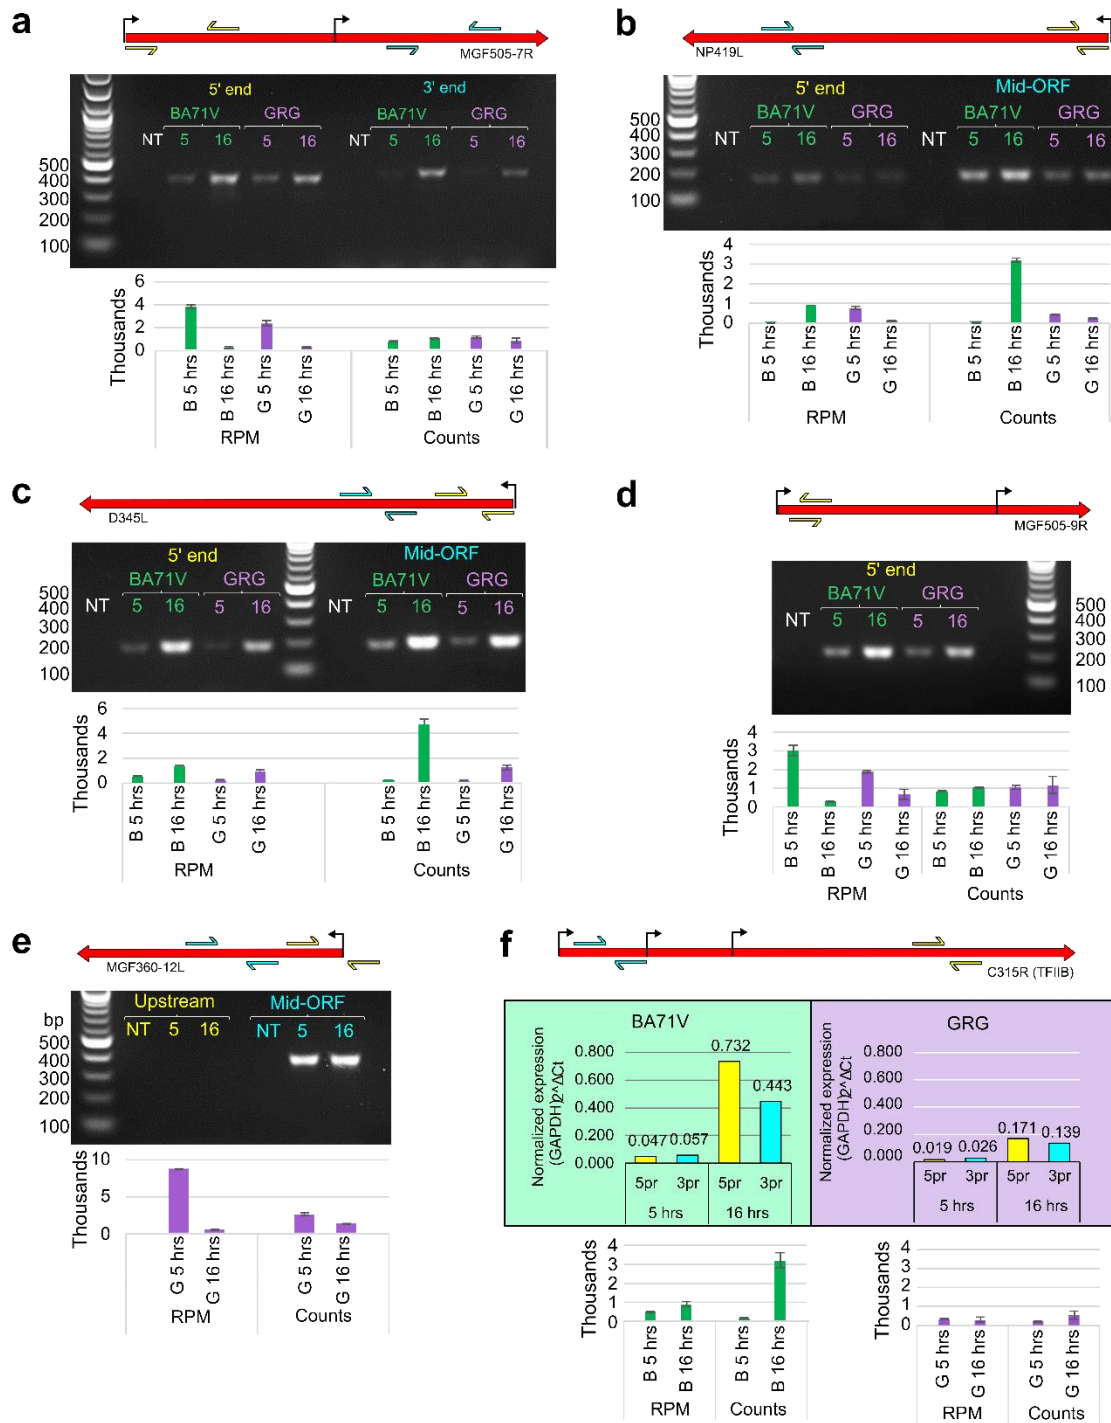 a
MGF505-7R
5' end 3' end
BA71V GRG BA71V GRG
NT 5 16 5 16 NT 5 16 5 16
500
400
300
200
100
Thousands
6
4
2
0
B 5 hrs B 16 hrs G 5 hrs G 16 hrs B 5 hrs B 16 hrs G 5 hrs G 16 hrs
RPM Counts
b
NP419L
5' end Mid-ORF
BA71V GRG BA71V GRG
NT 5 16 5 16 NT 5 16 5 16
500
400
300
200
100
Thousands
4
3
2
1
0
B 5 hrs B 16 hrs G 5 hrs G 16 hrs B 5 hrs B 16 hrs G 5 hrs G 16 hrs
RPM Counts
c
D345L
5' end Mid-ORF
BA71V GRG BA71V GRG
NT 5 16 5 16 NT 5 16 5 16
500
400
300
200
100
Thousands
6
4
2
0
B 5 hrs B 16 hrs G 5 hrs G 16 hrs B 5 hrs B 16 hrs G 5 hrs G 16 hrs
RPM Counts
d
MGF505-9R
5' end
BA71V GRG
NT 5 16 5 16
500
400
300
200
100
Thousands
4
3
2
1
0
B 5 hrs B 16 hrs G 5 hrs G 16 hrs B 5 hrs B 16 hrs G 5 hrs G 16 hrs
RPM Counts
e
MGF360-12L
Upstream Mid-ORF
bp NT 5 16 NT 5 16
500
400
300
200
100
Thousands
10
5
0
G 5 hrs G 16 hrs G 5 hrs G 16 hrs
RPM Counts
f
C315R (TFIIB)
BA71V
Normalized expression
(GAPDH)2^ΔCt
0.800
0.600
0.400
0.200
0.000
0.047 0.057 0.732 0.443
5pr 3pr 5pr 3pr
5 hrs 16 hrs
GRG
Normalized expression
(GAPDH)2^ΔCt
0.800
0.600
0.400
0.200
0.000
0.019 0.026 0.171 0.139
5pr 3pr 5pr 3pr
5 hrs 16 hrs
Thousands
4
3
2
1
0
B 5 hrs B 16 hrs B 5 hrs B 16 hrs
RPM Counts
Thousands
4
3
2
1
0
G 5 hrs G 16 hrs G 5 hrs G 16 hrs
RPM Counts